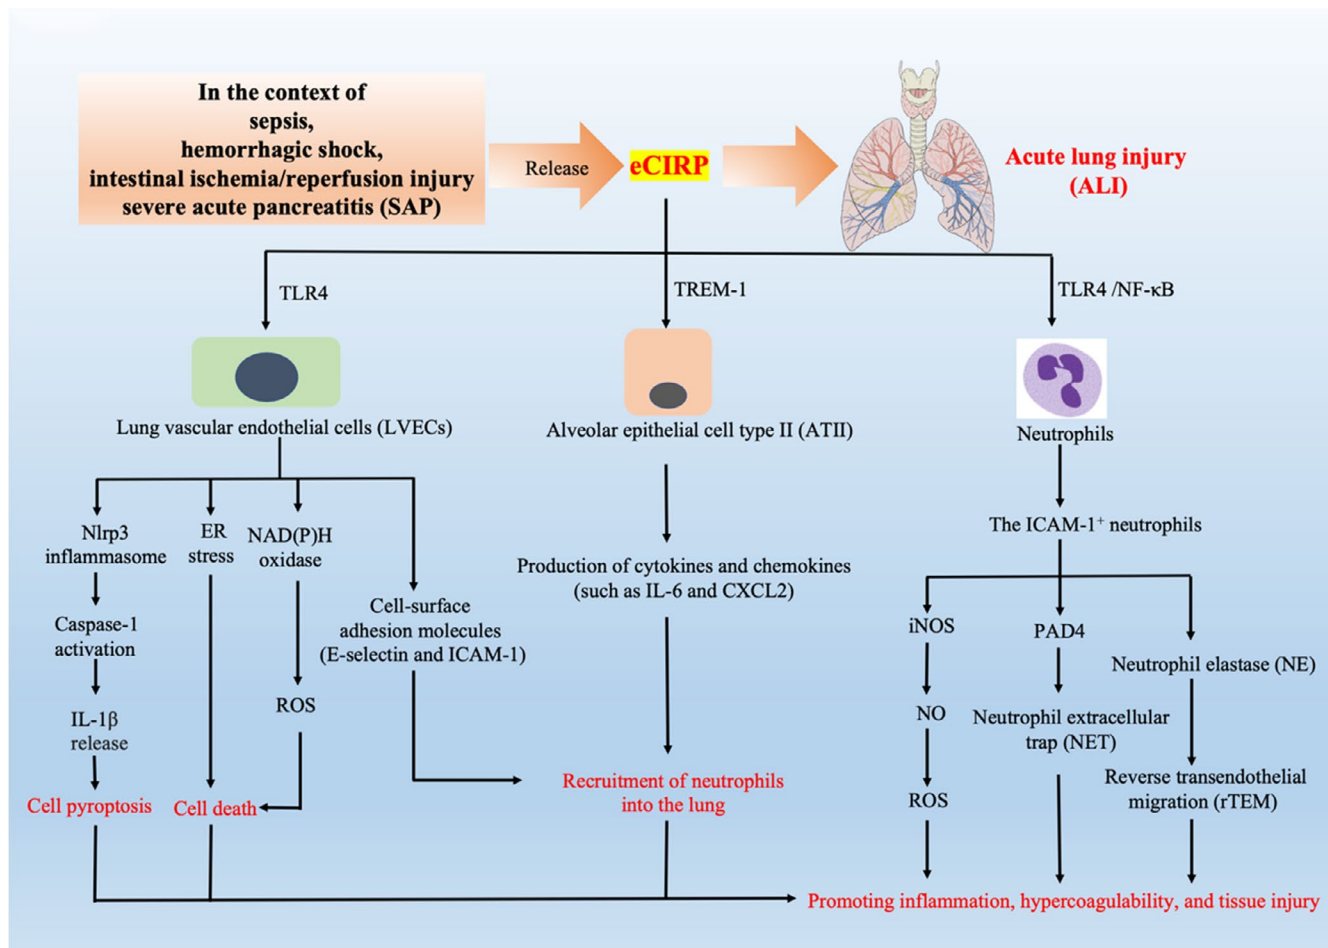 In the context of
sepsis,
hemorrhagic shock,
intestinal ischemia/reperfusion injury
severe acute pancreatitis (SAP)
Release
eCIRP
Acute lung injury
(ALI)
TLR4
TREM-1
TLR4 /NF-κB
Lung vascular endothelial cells (LVECs)
Alveolar epithelial cell type II (ATII)
Neutrophils
Nlrp3
inflammasome
ER
stress
NAD(P)H
oxidase
Caspase-1
activation
IL-1β
release
Cell pyroptosis
Cell death
ROS
Cell-surface
adhesion molecules
(E-selectin and ICAM-1)
Production of cytokines and chemokines
(such as IL-6 and CXCL2)
Recruitment of neutrophils
into the lung
The ICAM-1⁺ neutrophils
iNOS
NO
ROS
PAD4
Neutrophil extracellular
trap (NET)
Neutrophil elastase (NE)
Reverse transendothelial
migration (rTEM)
Promoting inflammation, hypercoagulability, and tissue injury